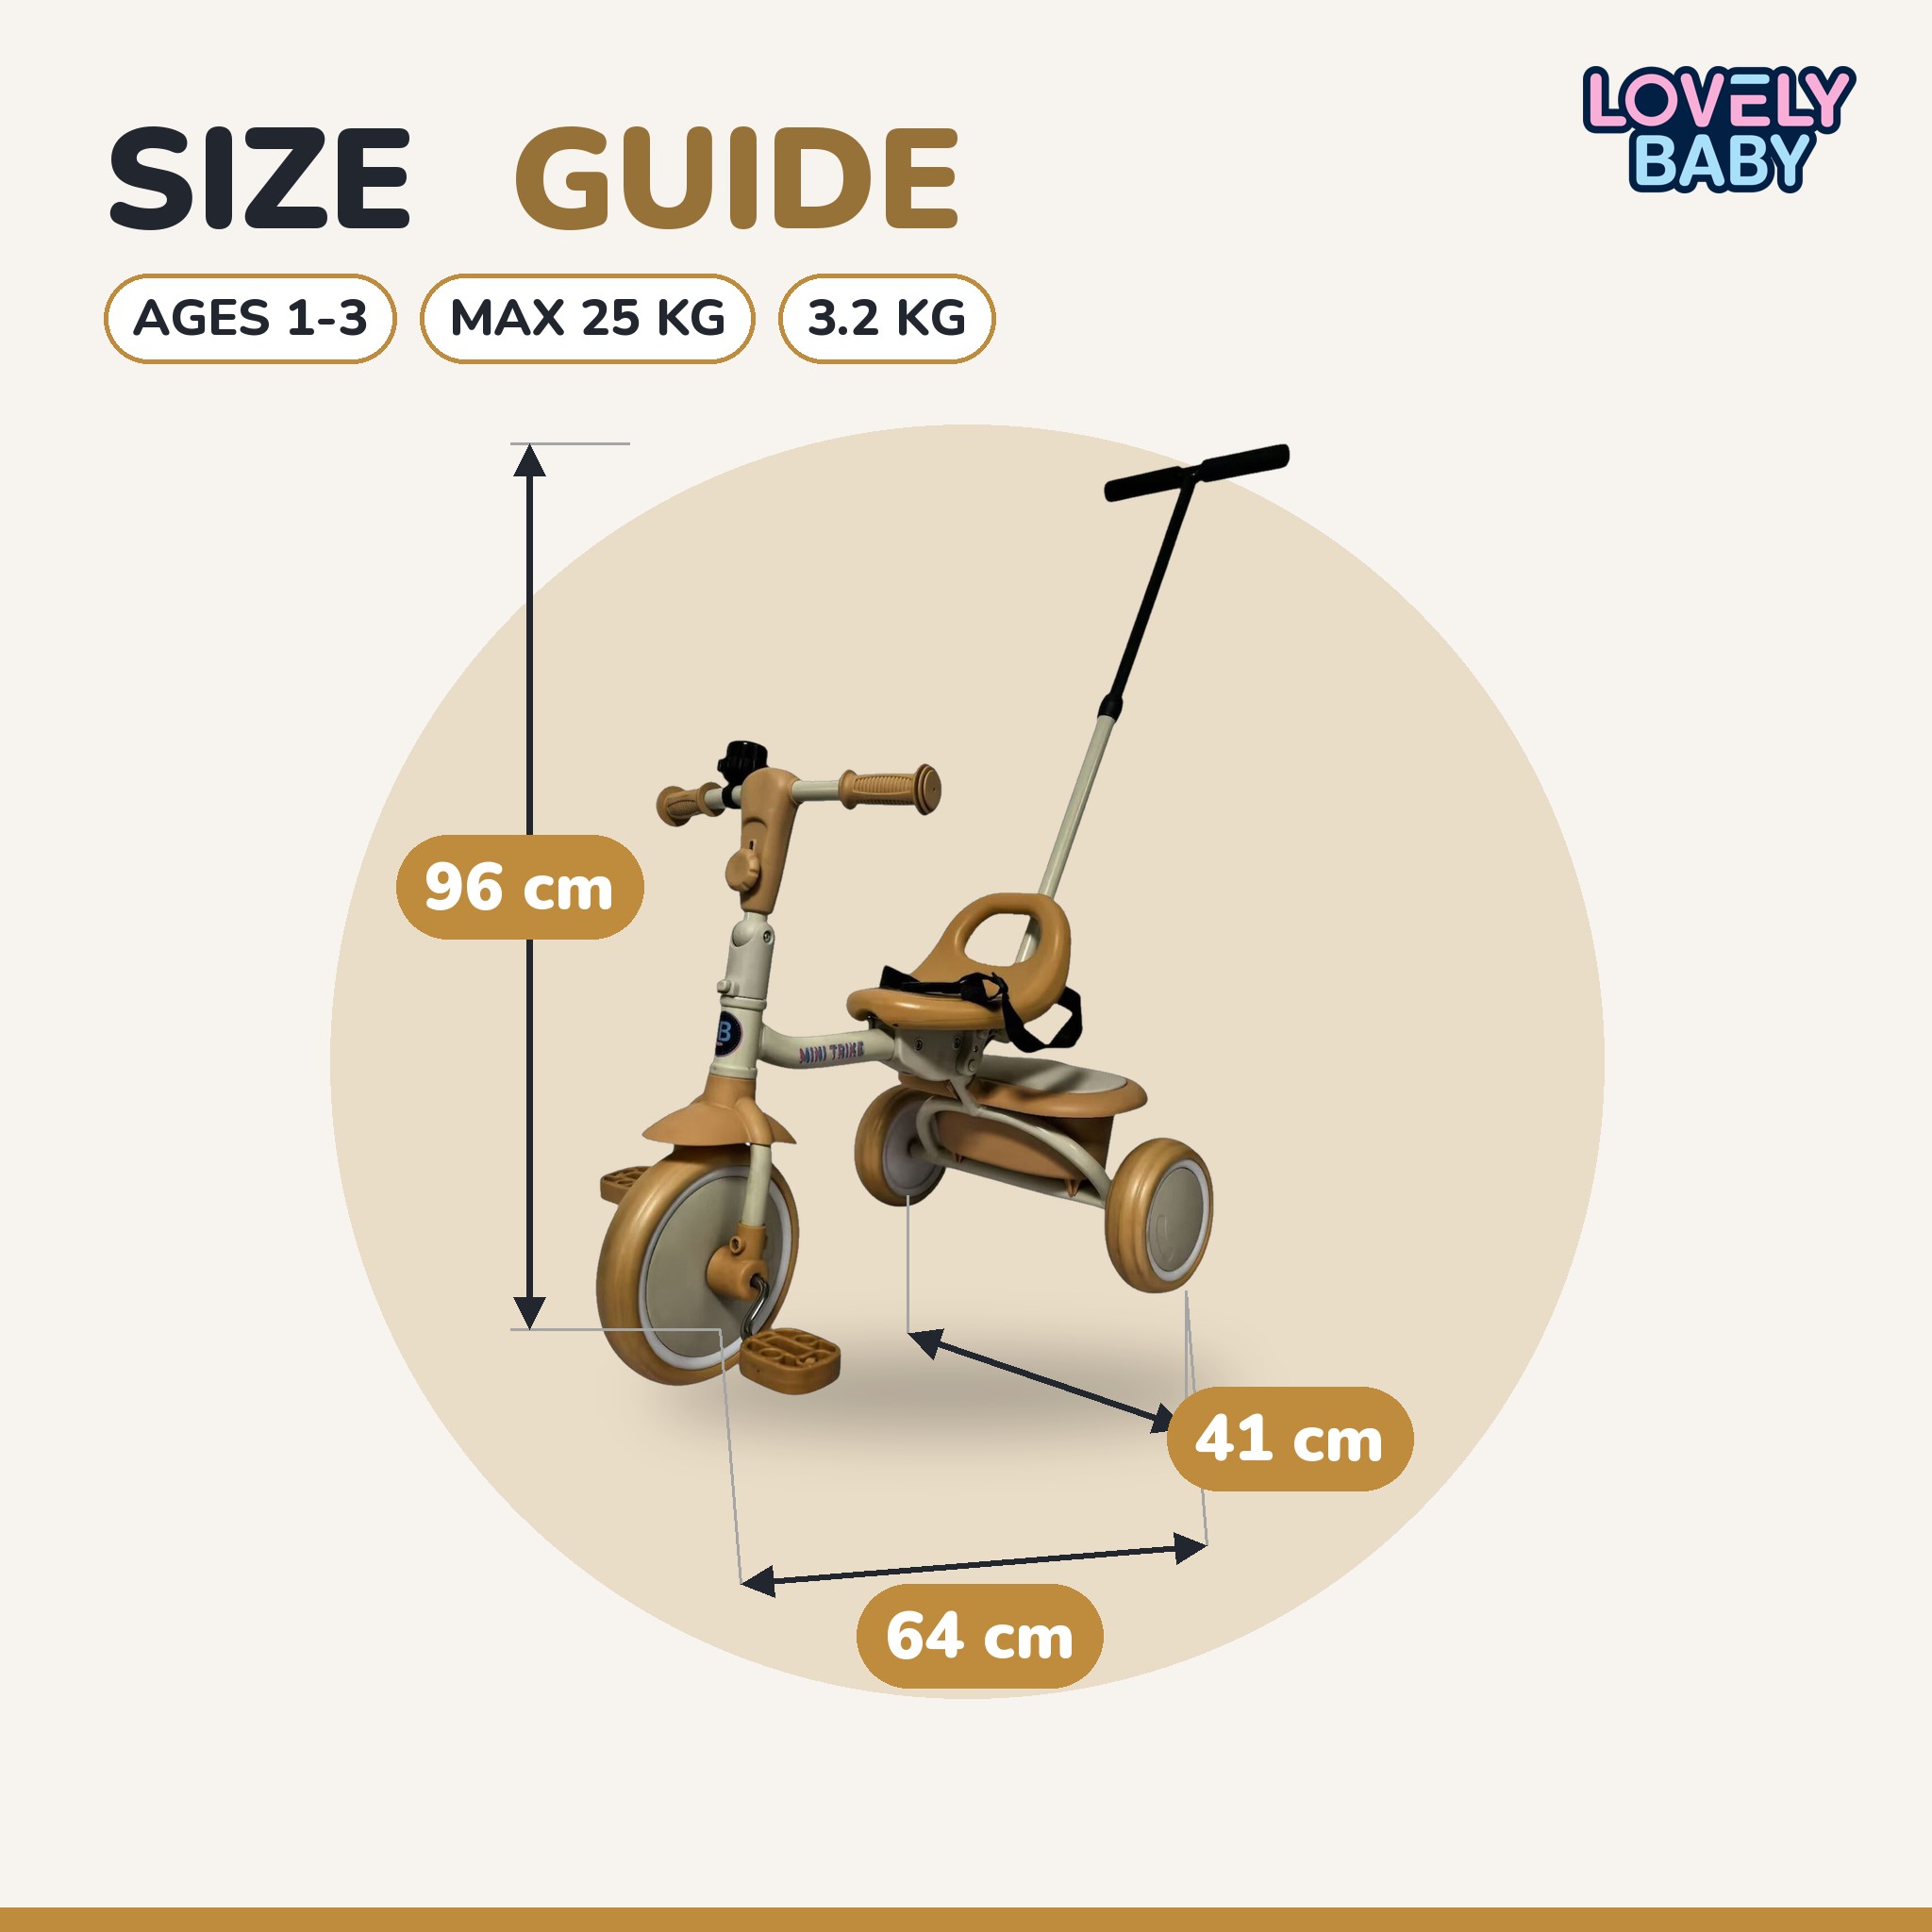 LOVELY
BABY
SIZE GUIDE
AGES 1-3
MAX 25 KG
3.2 KG
96 cm
B
MINI TRIKE
41 cm
64 cm